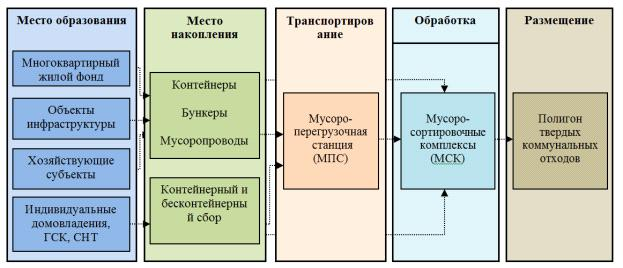 Место образования
Многоквартирный
жилой фонд
Объекты
инфраструктуры
Хозяйствующие
субъекты
Индивидуальные
домовладения,
ГСК, СНТ
Место
накопления
Контейнеры
Бункеры
Мусоропроводы
Контейнерный и
бесконтейнерны
й сбор
Транспортиров
ание
Мусоро-
перегрузочная
станция (МПС)
Обработка
Мусоро-
сортировочные
комплексы
(МСК)
Размещение
Полигон
твердых
коммунальных
отходов